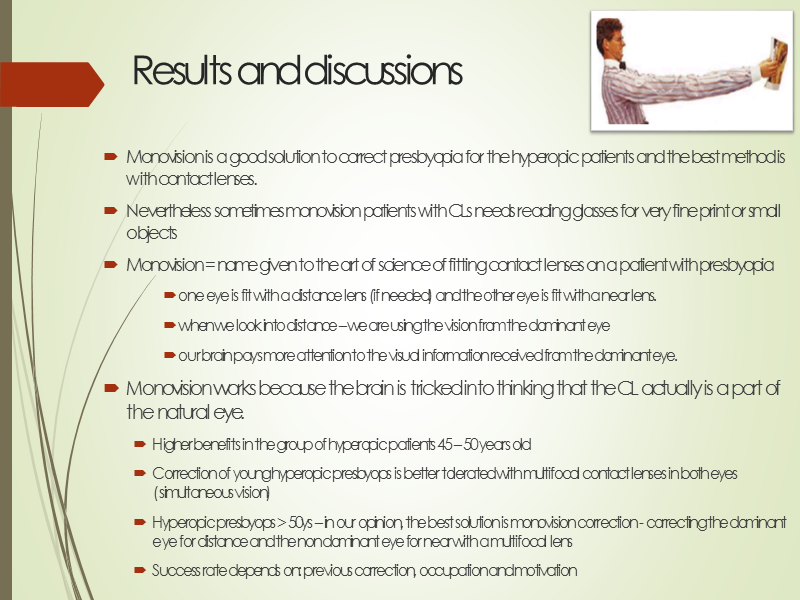 Results and discussions
Monovision is a good solution to correct presbyopia for the hyperopic patients and the best method is
with contact lenses.
Nevertheless sometimes monovision patients with CLs needs reading glasses for very fine print or small
objects
Monovision = name given to the art of science of fitting contact lenses on a patient with presbyopia
one eye is fit with a distance lens (if needed) and the other eye is fit with a near lens.
when we look into distance – we are using the vision from the dominant eye
our brain pays more attention to the visual information received from the dominant eye.
Monovision works because the brain is tricked into thinking that the CL actually is a part of
the natural eye.
Higher benefits in the group of hyperopic patients 45 – 50 years old
Correction of young hyperopic presbyops is better tolerated with multifocal contact lenses in both eyes
(simultaneous vision)
Hyperopic presbyops > 50ys – in our opinion, the best solution is monovision correction - correcting the dominant
eye for distance and the nondominant eye for near with a multifocal lens
Success rate depends on: previous correction, occupation and motivation